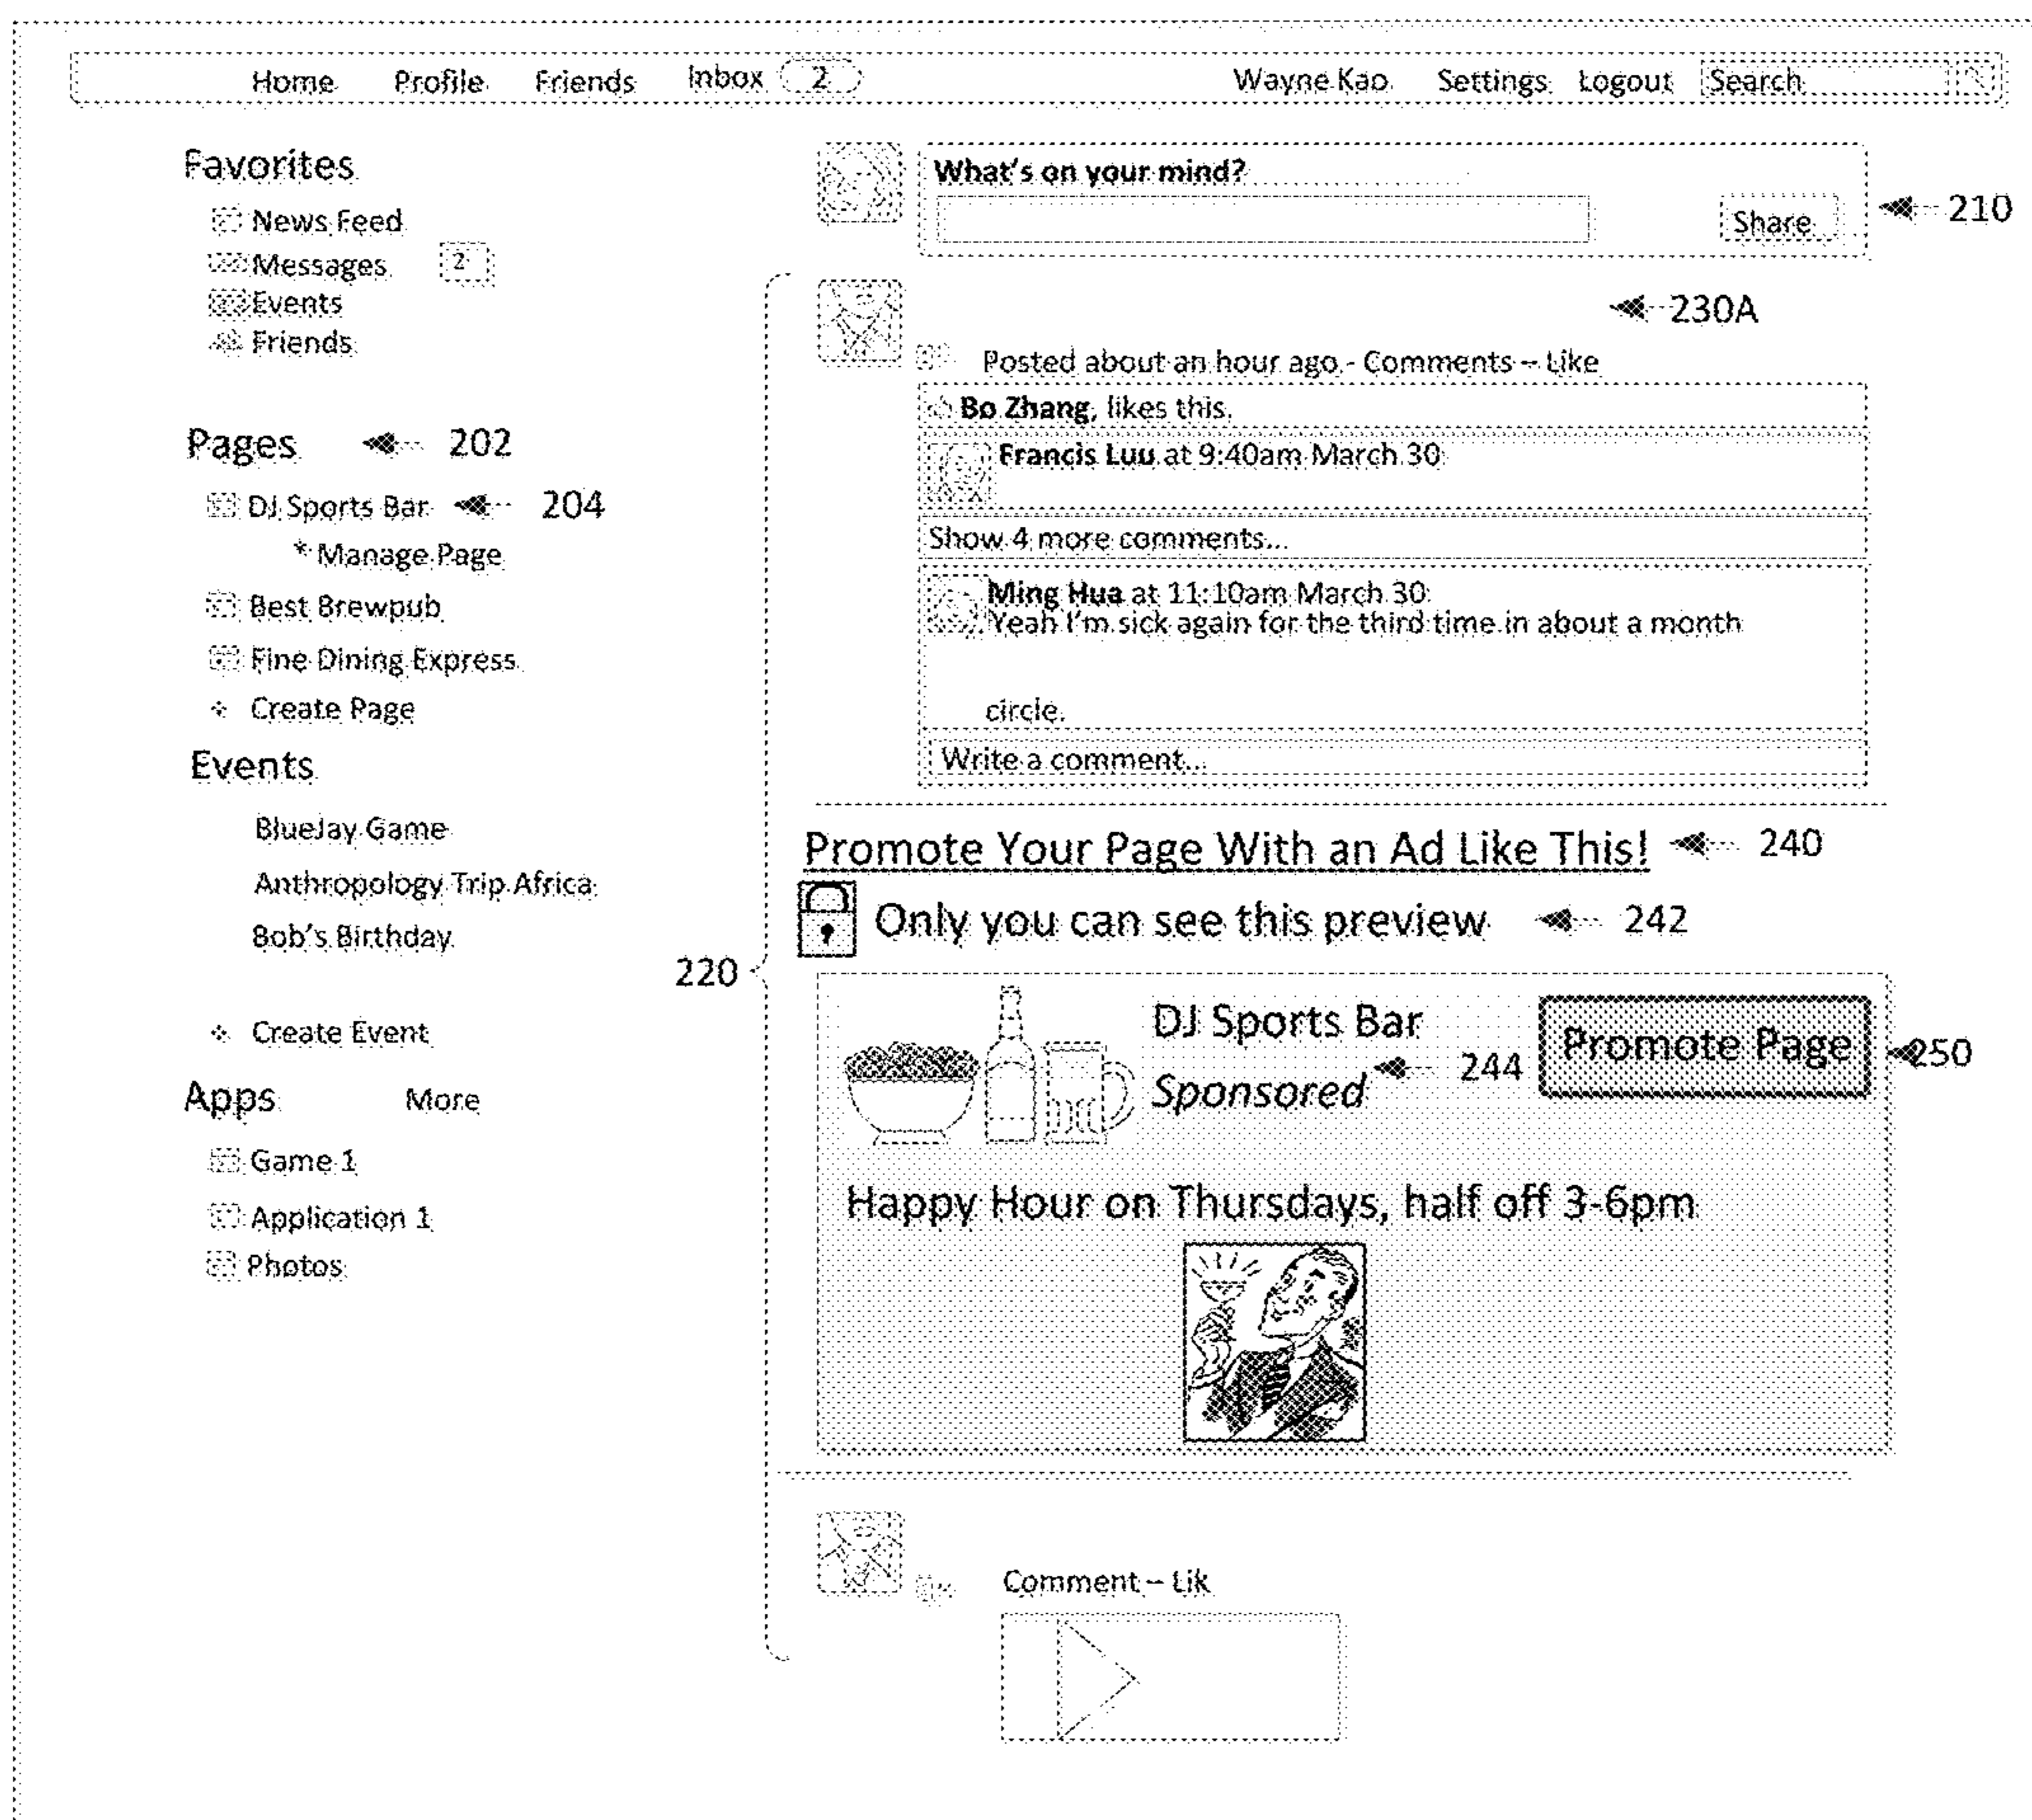 Home Profile Friends Inbox 2 Wayne Kao Settings Logout Search
Favorites
News Feed
Messages 2
Events
Friends
Pages 202
DJ Sports Bar 204
* Manage Page
Best Brewpub
Fine Dining Express
Create Page
Events
BlueJay Game
Anthropology Trip Africa
Bob's Birthday
Create Event
Apps More
Game 1
Application 1
Photos
What's on your mind?
Share
210
220
230A
Posted about an hour ago - Comments – Like
Bo Zhang, likes this.
Francis Luu at 9:40am March 30
Show 4 more comments...
Ming Hua at 11:10am March 30
Yeah I'm sick again for the third time in about a month
circle.
Write a comment...
Promote Your Page With an Ad Like This! 240
Only you can see this preview 242
DJ Sports Bar
Sponsored 244
Promote Page 250
Happy Hour on Thursdays, half off 3-6pm
Comment – Lik